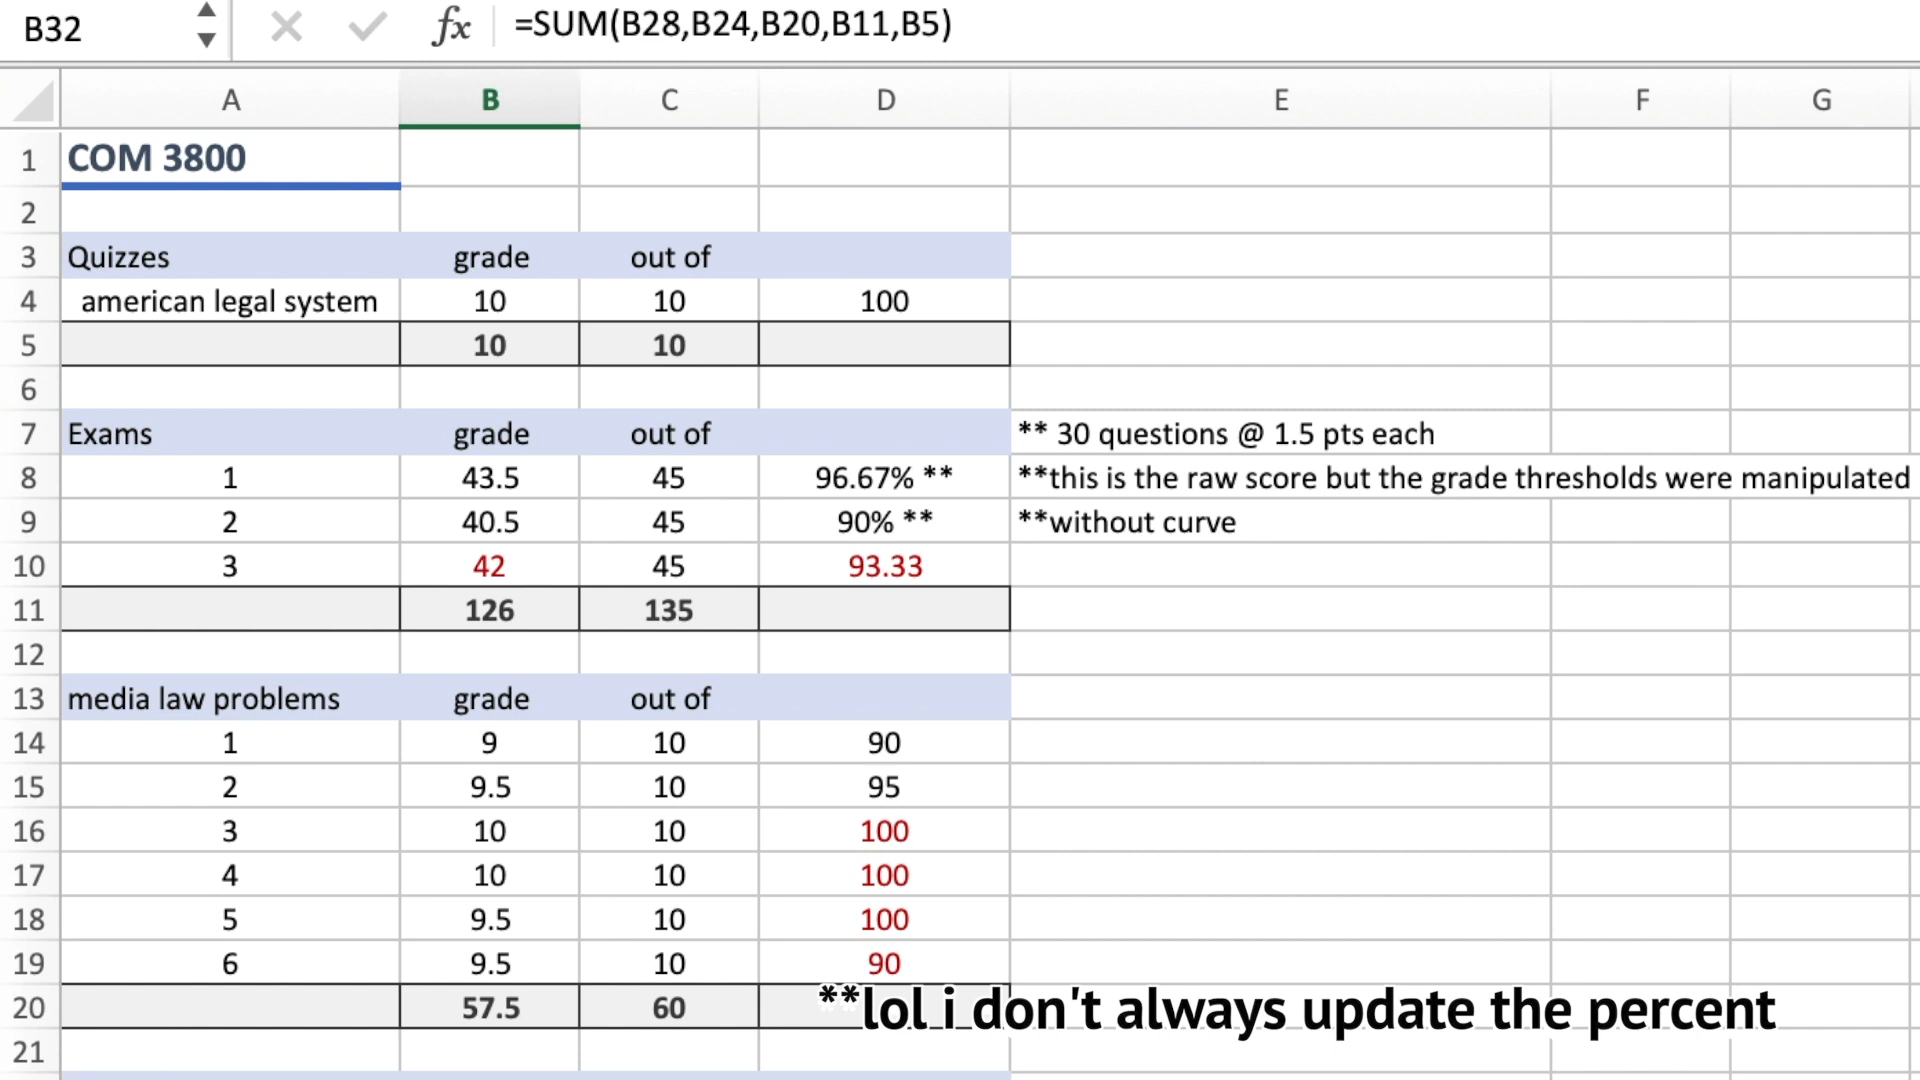 B32 fx =SUM(B28,B24,B20,B11,B5)
A B C D E F G
1 COM 3800
2
3 Quizzes grade out of
4 american legal system 10 10 100
5 10 10
6
7 Exams grade out of ** 30 questions @ 1.5 pts each
8 1 43.5 45 96.67% ** **this is the raw score but the grade thresholds were manipulated
9 2 40.5 45 90% ** **without curve
10 3 42 45 93.33
11 126 135
12
13 media law problems grade out of
14 1 9 10 90
15 2 9.5 10 95
16 3 10 10 100
17 4 10 10 100
18 5 9.5 10 100
19 6 9.5 10 90
20 57.5 60 **lol i don't always update the percent
21